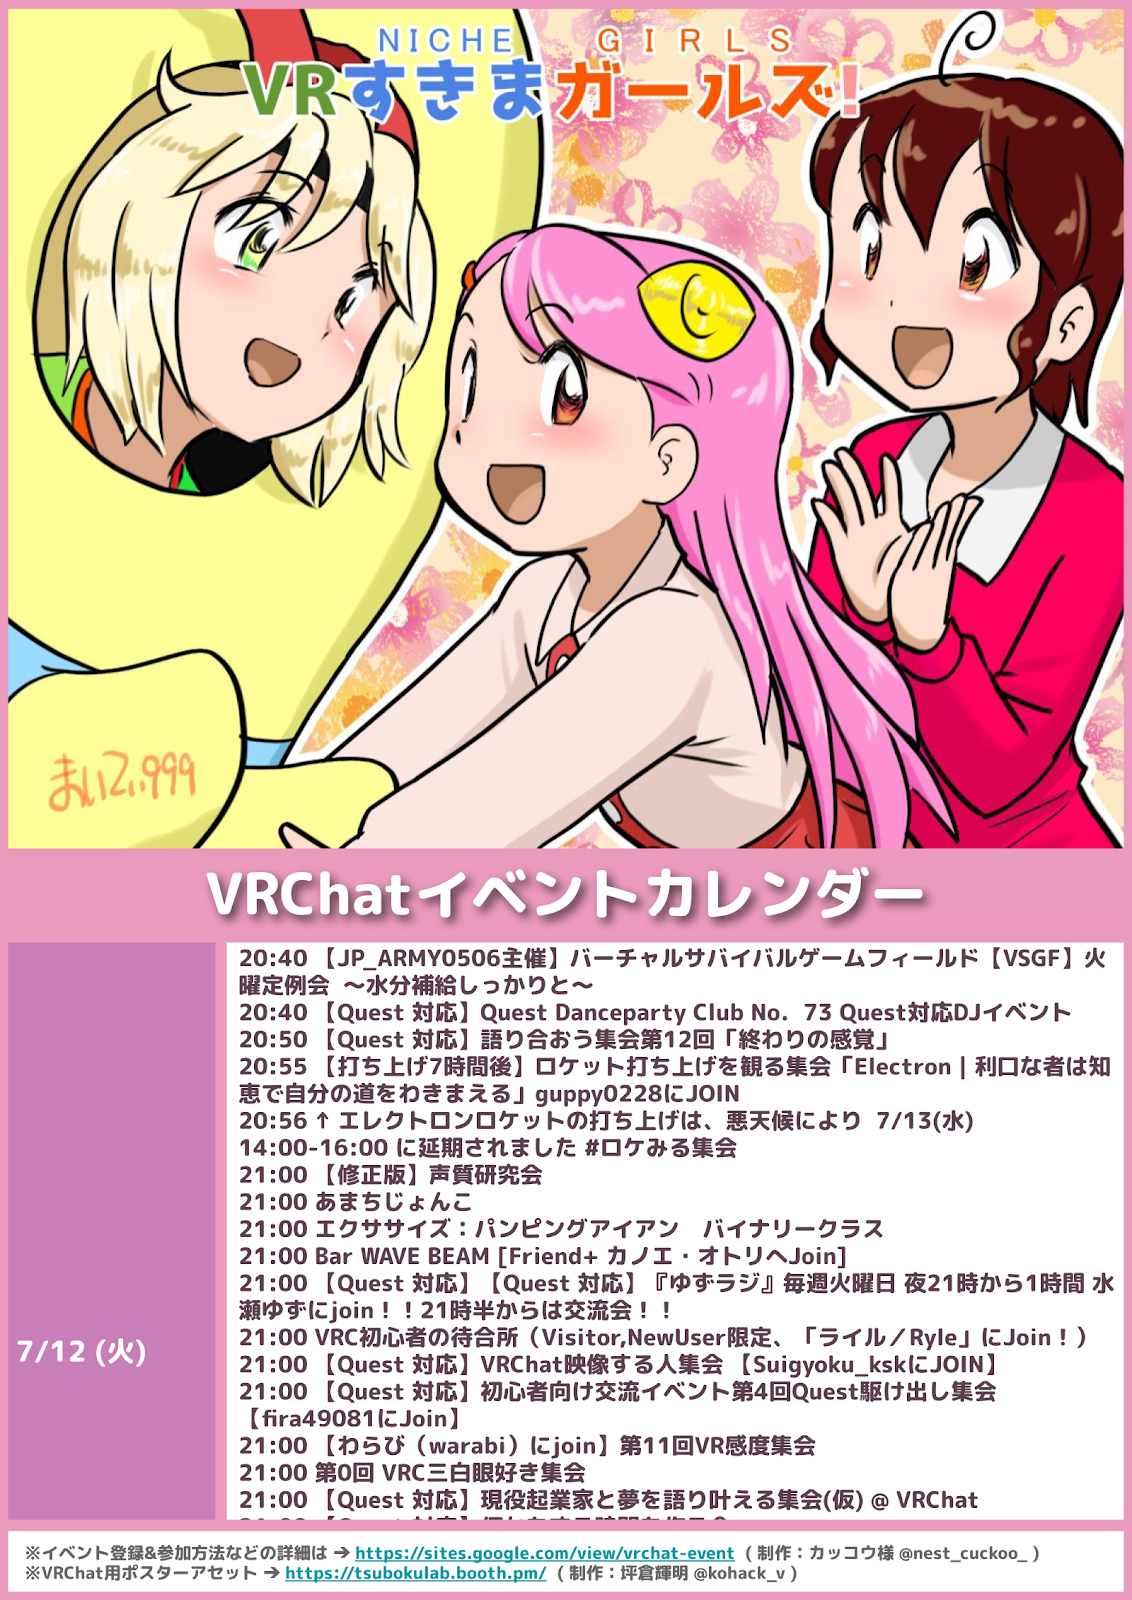 NICHE GIRLS
VRすきまガールズ!
まいてぃ999
VRChatイベントカレンダー
7/12 (火)
20:40 【JP_ARMY0506主催】バーチャルサバイバルゲームフィールド【VSGF】火
曜定例会 ～水分補給しっかりと～
20:40 【Quest 対応】Quest Danceparty Club No. 73 Quest対応DJイベント
20:50 【Quest 対応】語り合おう集会第12回「終わりの感覚」
20:55 【打ち上げ7時間後】ロケット打ち上げを観る集会「Electron | 利口な者は知
恵で自分の道をわきまえる」guppy0228にJOIN
20:56 ↑ エレクトロンロケットの打ち上げは、悪天候により 7/13(水)
14:00-16:00 に延期されました #ロケみる集会
21:00 【修正版】声質研究会
21:00 あまちじょんこ
21:00 エクササイズ：パンピングアイアン　バイナリークラス
21:00 Bar WAVE BEAM [Friend+ カノエ・オトリへJoin]
21:00 【Quest 対応】【Quest 対応】『ゆずラジ』毎週火曜日 夜21時から1時間 水
瀬ゆずにjoin！！21時半からは交流会！！
21:00 VRC初心者の待合所（Visitor,NewUser限定、「ライル／Ryle」にJoin！）
21:00 【Quest 対応】VRChat映像する人集会 【Suigyoku_kskにJOIN】
21:00 【Quest 対応】初心者向け交流イベント第4回Quest駆け出し集会
【fira49081にJoin】
21:00 【わらび（warabi）にjoin】第11回VR感度集会
21:00 第0回 VRC三白眼好き集会
21:00 【Quest 対応】現役起業家と夢を語り叶える集会(仮) @ VRChat
※イベント登録&参加方法などの詳細は ➔ https://sites.google.com/view/vrchat-event ( 制作：カッコウ様 @nest_cuckoo_ )
※VRChat用ポスターアセット ➔ https://tsubokulab.booth.pm/ ( 制作：坪倉輝明 @kohack_v )